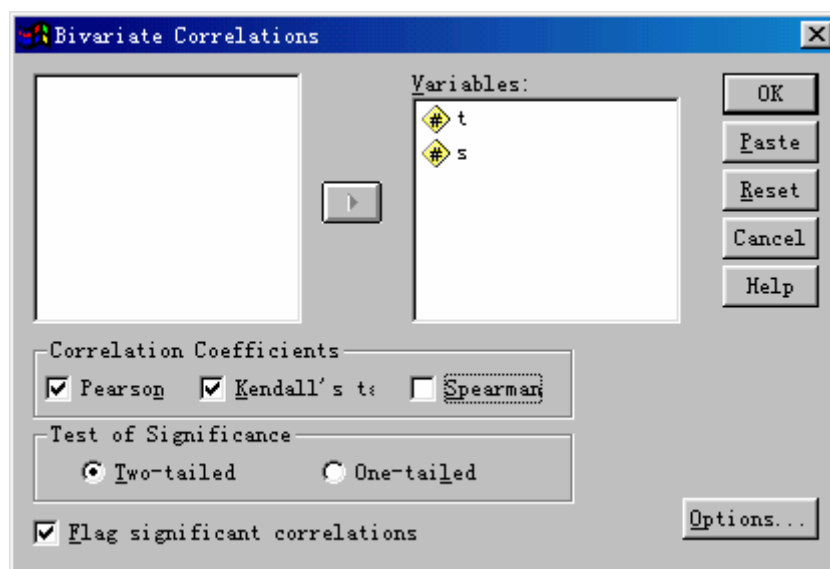 Bivariate Correlations
Variables:
# t
# s
OK
Paste
Reset
Cancel
Help
Correlation Coefficients
Pearson Kendall's Spearman
Test of Significance
Two-tailed One-tailed
Flag significant correlations
Options...